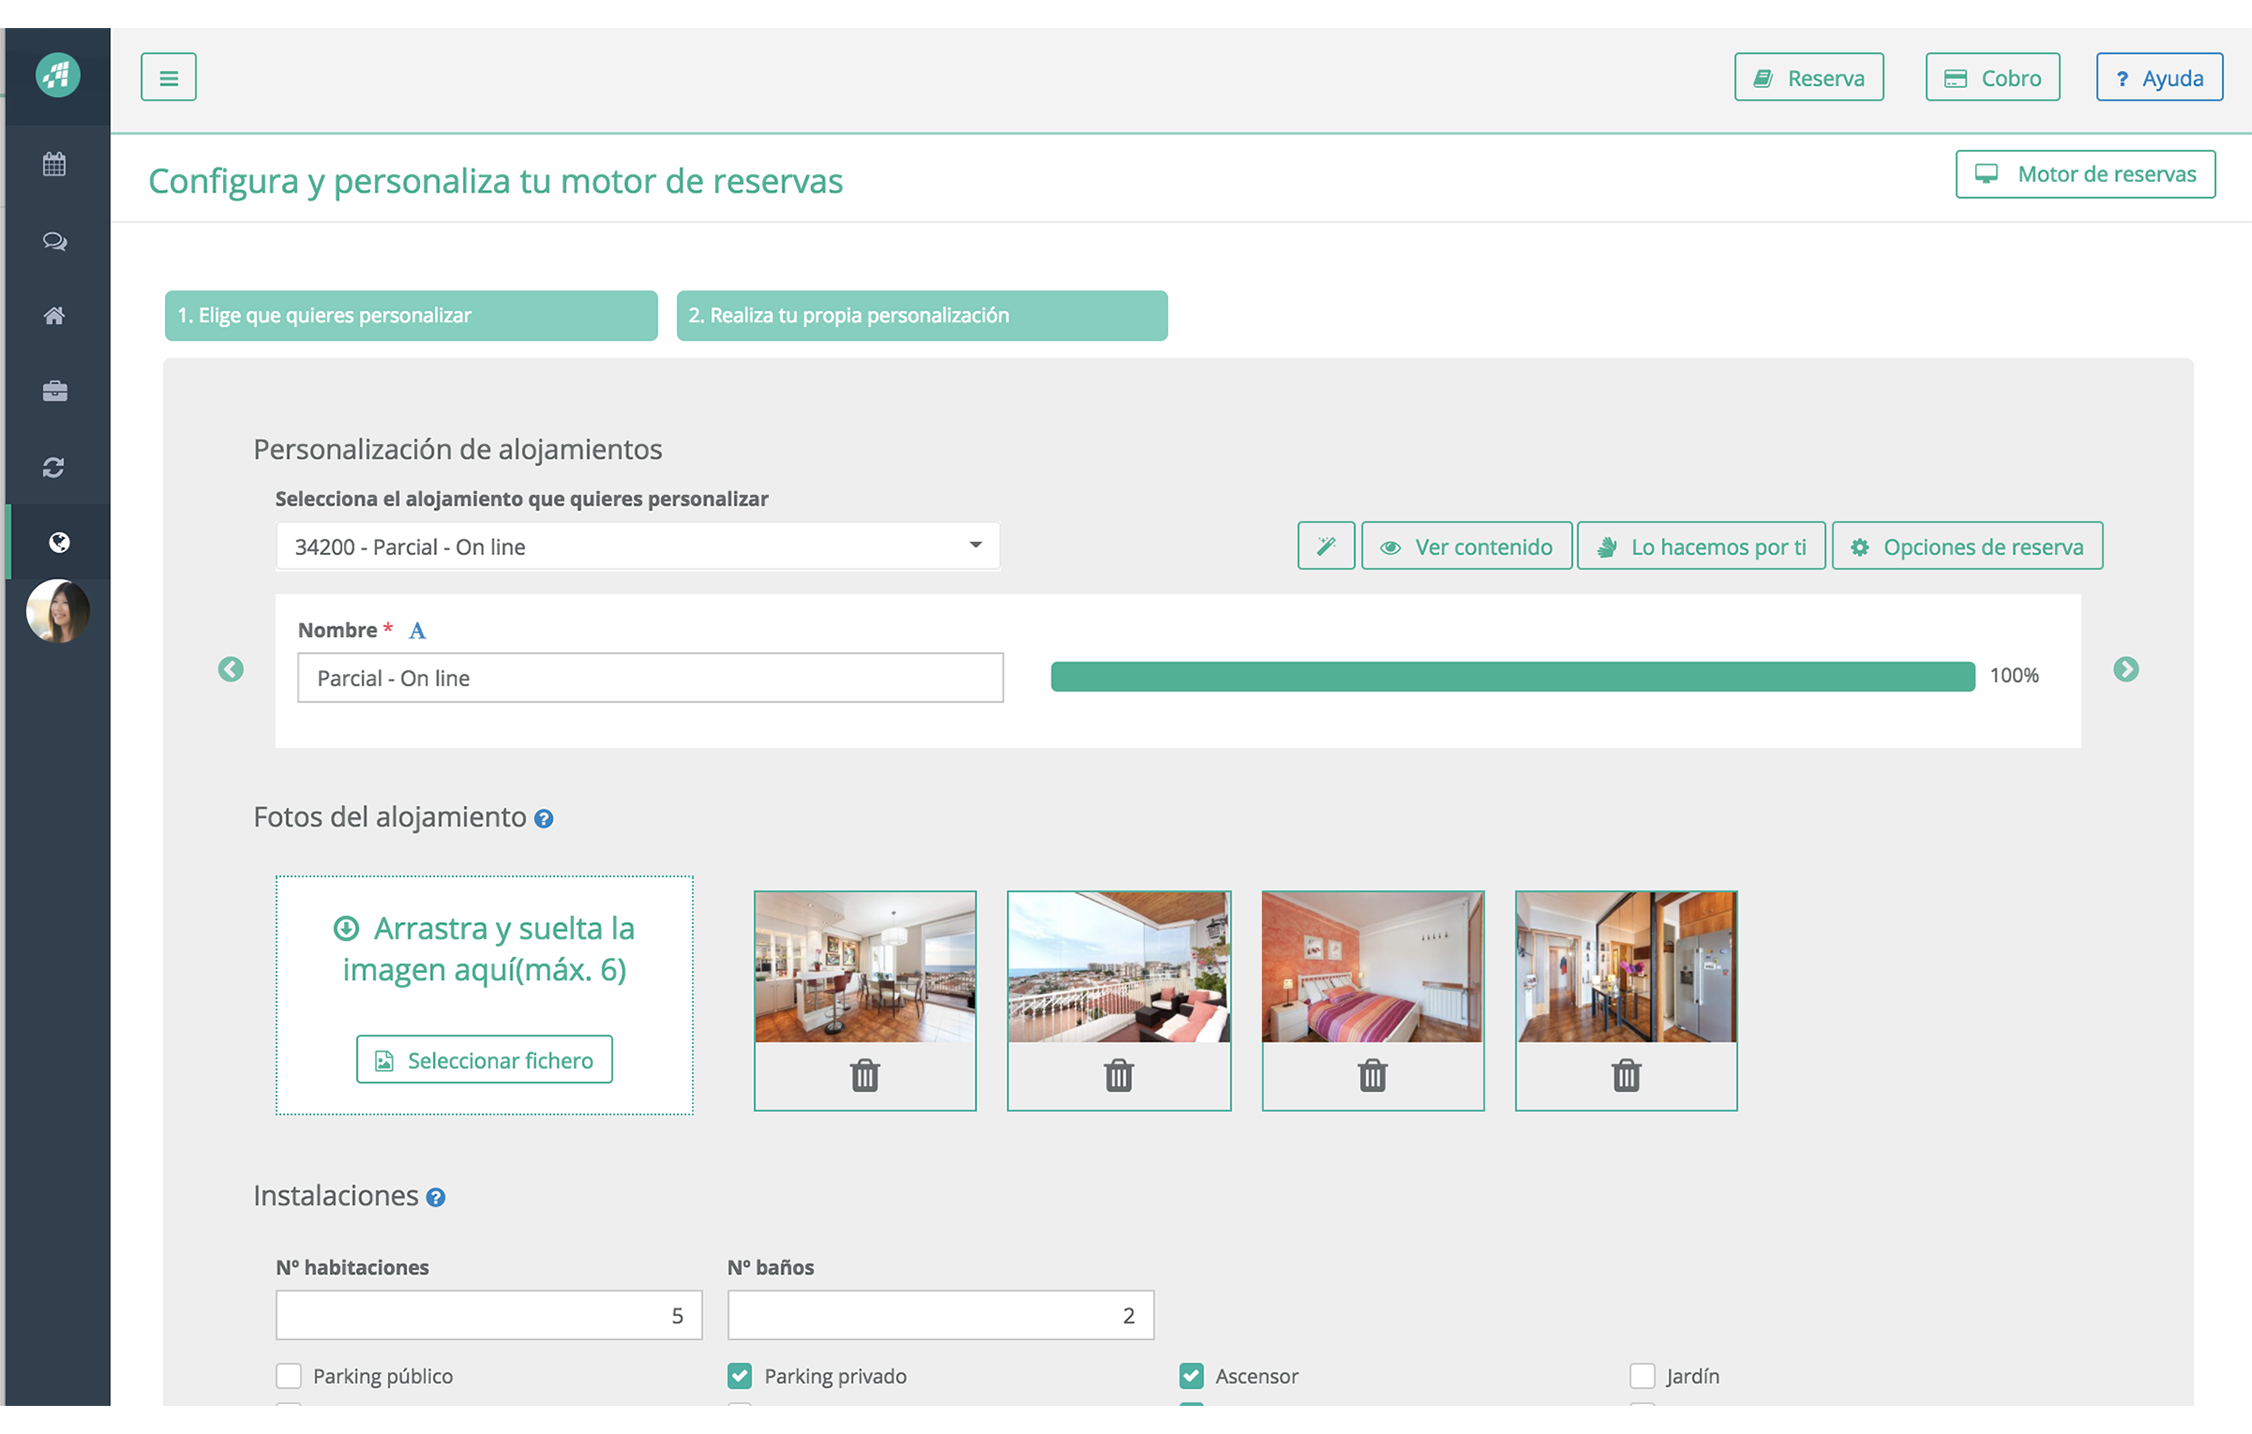 Reserva
Cobro
? Ayuda
Configura y personaliza tu motor de reservas
Motor de reservas
1. Elige que quieres personalizar
2. Realiza tu propia personalización
Personalización de alojamientos
Selecciona el alojamiento que quieres personalizar
34200 - Parcial - On line
Ver contenido
Lo hacemos por ti
Opciones de reserva
Nombre * A
Parcial - On line
100%
Fotos del alojamiento ?
Arrastra y suelta la
imagen aquí(máx. 6)
Seleccionar fichero
Instalaciones ?
Nº habitaciones
Nº baños
5
2
Parking público
Parking privado
Ascensor
Jardín